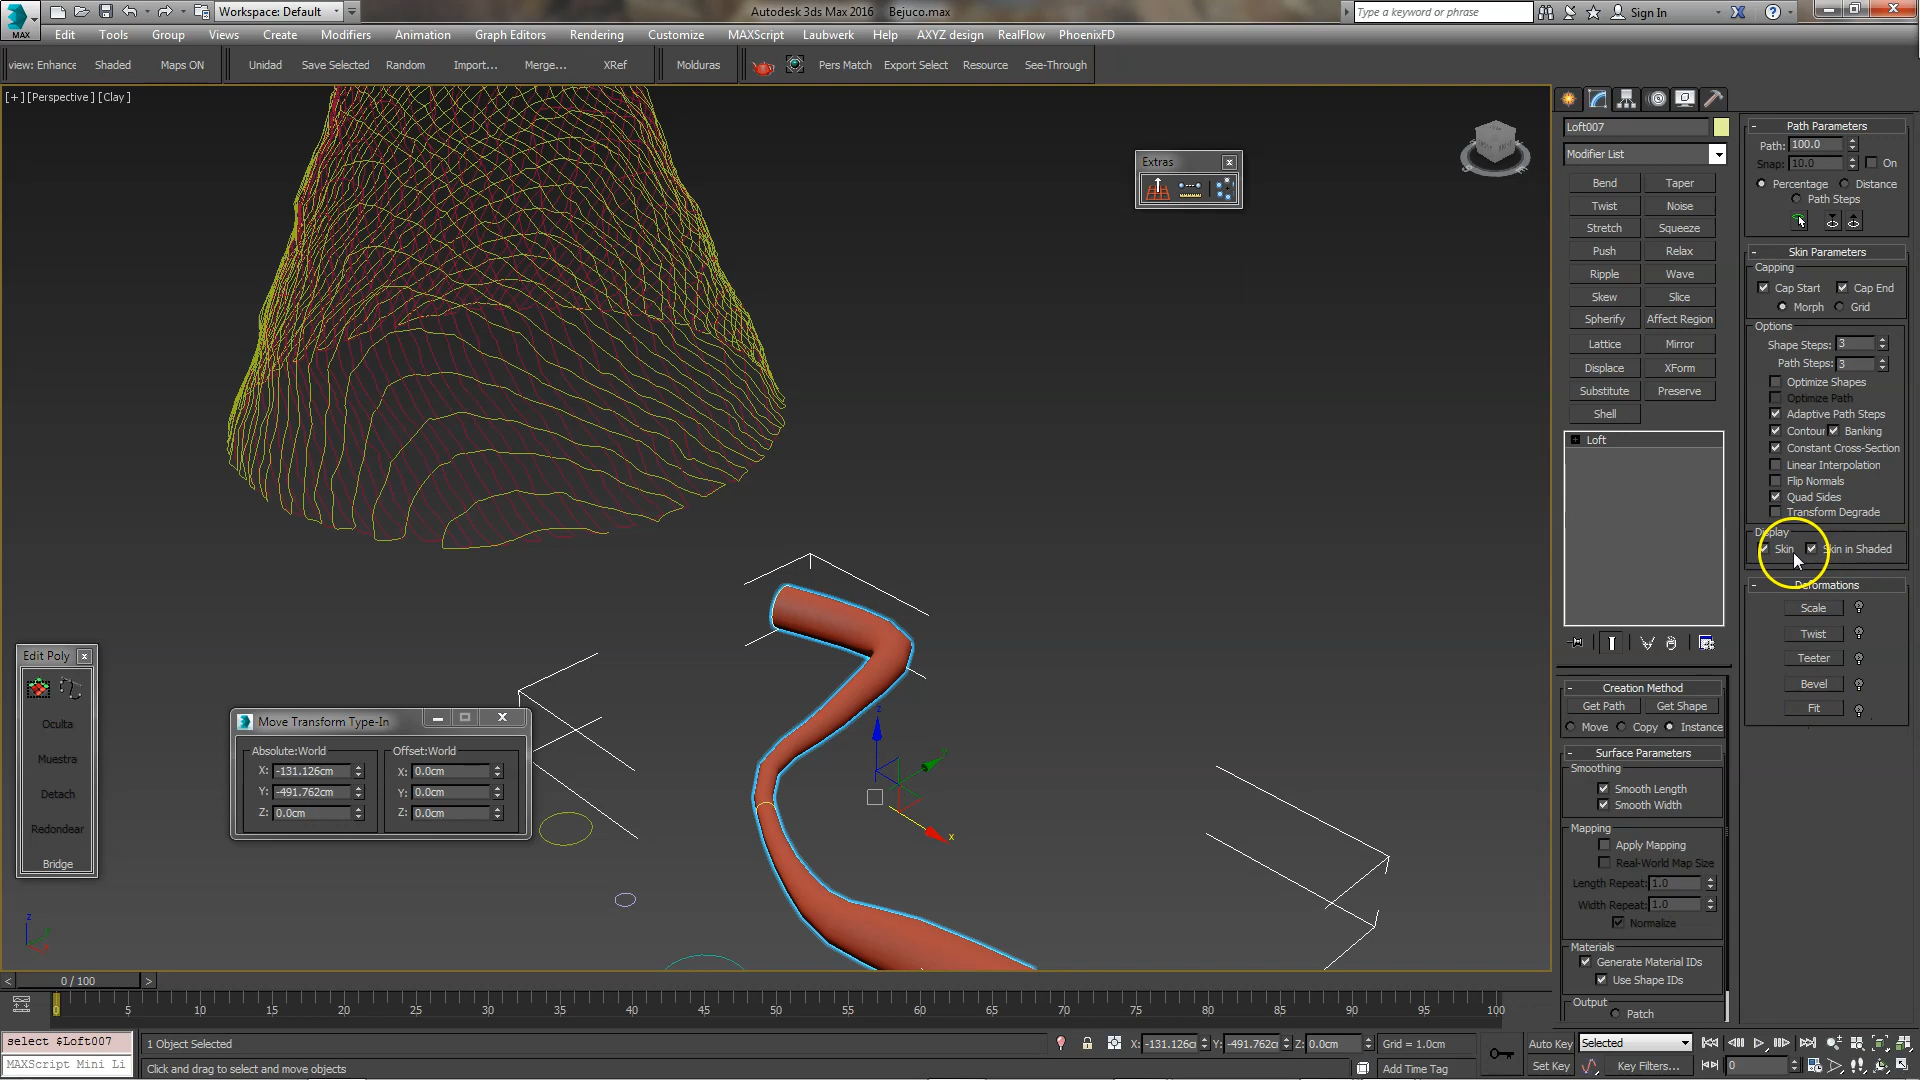 MAX
Workspace: Default
Autodesk 3ds Max 2016 Bejuco.max
Type a keyword or phrase
Sign In
Edit Tools Group Views Create Modifiers Animation Graph Editors Rendering Customize MAXScript Laubwerk Help AXYZ design RealFlow PhoenixFD
view: Enhance Shaded Maps ON Unidad Save Selected Random Import... Merge... XRef Molduras Pers Match Export Select Resource See-Through
[+] [Perspective] [Clay]
Extras
Edit Poly
Oculta
Muestra
Detach
Redondear
Bridge
Move Transform Type-In
Absolute:World Offset:World
X: -131.126cm X: 0.0cm
Y: -491.762cm Y: 0.0cm
Z: 0.0cm Z: 0.0cm
z
x
z
Loft007
Modifier List
Bend Taper
Twist Noise
Stretch Squeeze
Push Relax
Ripple Wave
Skew Slice
Spherify Affect Region
Lattice Mirror
Displace XForm
Substitute Preserve
Shell
Loft
Creation Method
Get Path Get Shape
Move Copy Instance
Surface Parameters
Smoothing
Smooth Length
Smooth Width
Mapping
Apply Mapping
Real-World Map Size
Length Repeat: 1.0
Width Repeat: 1.0
Normalize
Materials
Generate Material IDs
Use Shape IDs
Output
Patch
Path Parameters
Path: 100.0
Snap: 10.0 On
Percentage Distance
Path Steps
Skin Parameters
Capping
Cap Start Cap End
Morph Grid
Options
Shape Steps: 3
Path Steps: 3
Optimize Shapes
Optimize Path
Adaptive Path Steps
Contour Banking
Constant Cross-Section
Linear Interpolation
Flip Normals
Quad Sides
Transform Degrade
Display
Skin Skin in Shaded
Deformations
Scale
Twist
Teeter
Bevel
Fit
< 0 / 100 >
0 5 10 15 20 25 30 35 40 45 50 55 60 65 70 75 80 85 90 95 100
select $Loft007
MAXScript Mini Li
1 Object Selected
Click and drag to select and move objects
X: -131.126c Y: -491.762c Z: 0.0cm Grid = 1.0cm
Add Time Tag
Auto Key Selected
Set Key Key Filters...
0